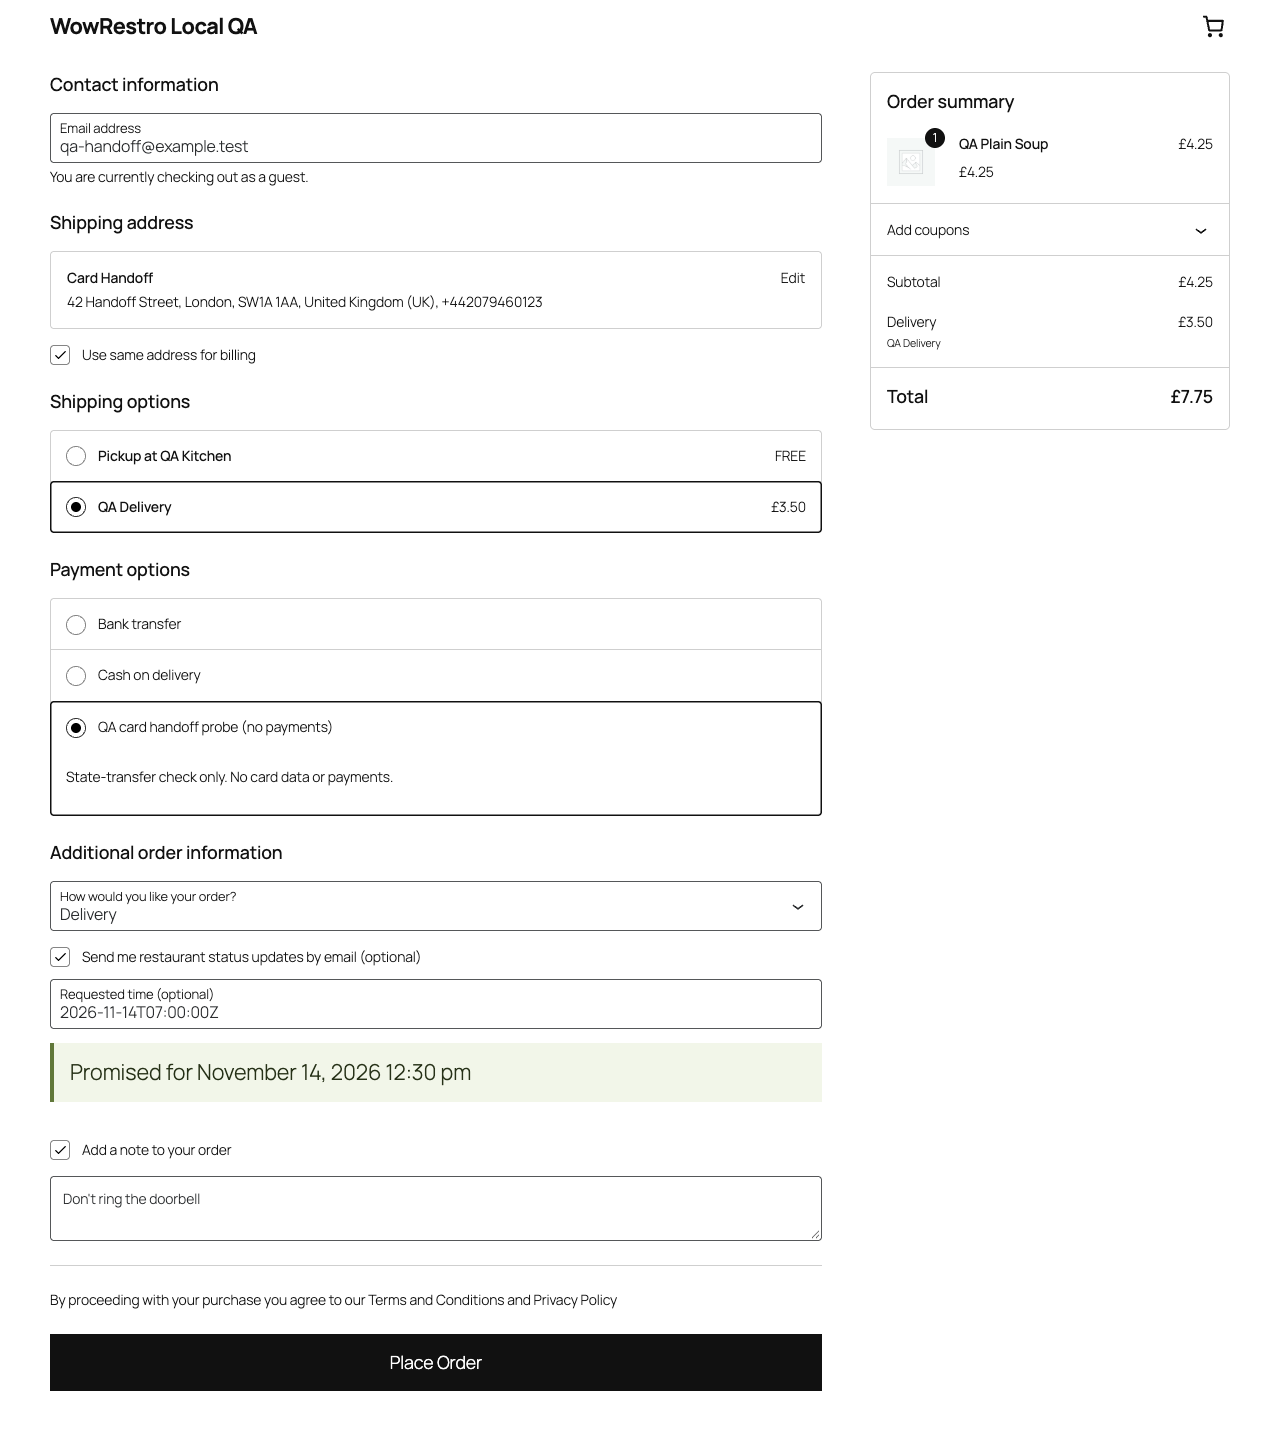 WowRestro Local QA
Contact information
Email address
qa-handoff@example.test
You are currently checking out as a guest.
Shipping address
Card Handoff
Edit
42 Handoff Street, London, SW1A 1AA, United Kingdom (UK), +442079460123
Use same address for billing
Shipping options
Pickup at QA Kitchen
FREE
QA Delivery
£3.50
Payment options
Bank transfer
Cash on delivery
QA card handoff probe (no payments)
State-transfer check only. No card data or payments.
Additional order information
How would you like your order?
Delivery
Send me restaurant status updates by email (optional)
Requested time (optional)
2026-11-14T07:00:00Z
Promised for November 14, 2026 12:30 pm
Add a note to your order
Don't ring the doorbell
By proceeding with your purchase you agree to our Terms and Conditions and Privacy Policy
Place Order
Order summary
1
QA Plain Soup
£4.25
£4.25
Add coupons
Subtotal
£4.25
Delivery
£3.50
QA Delivery
Total
£7.75